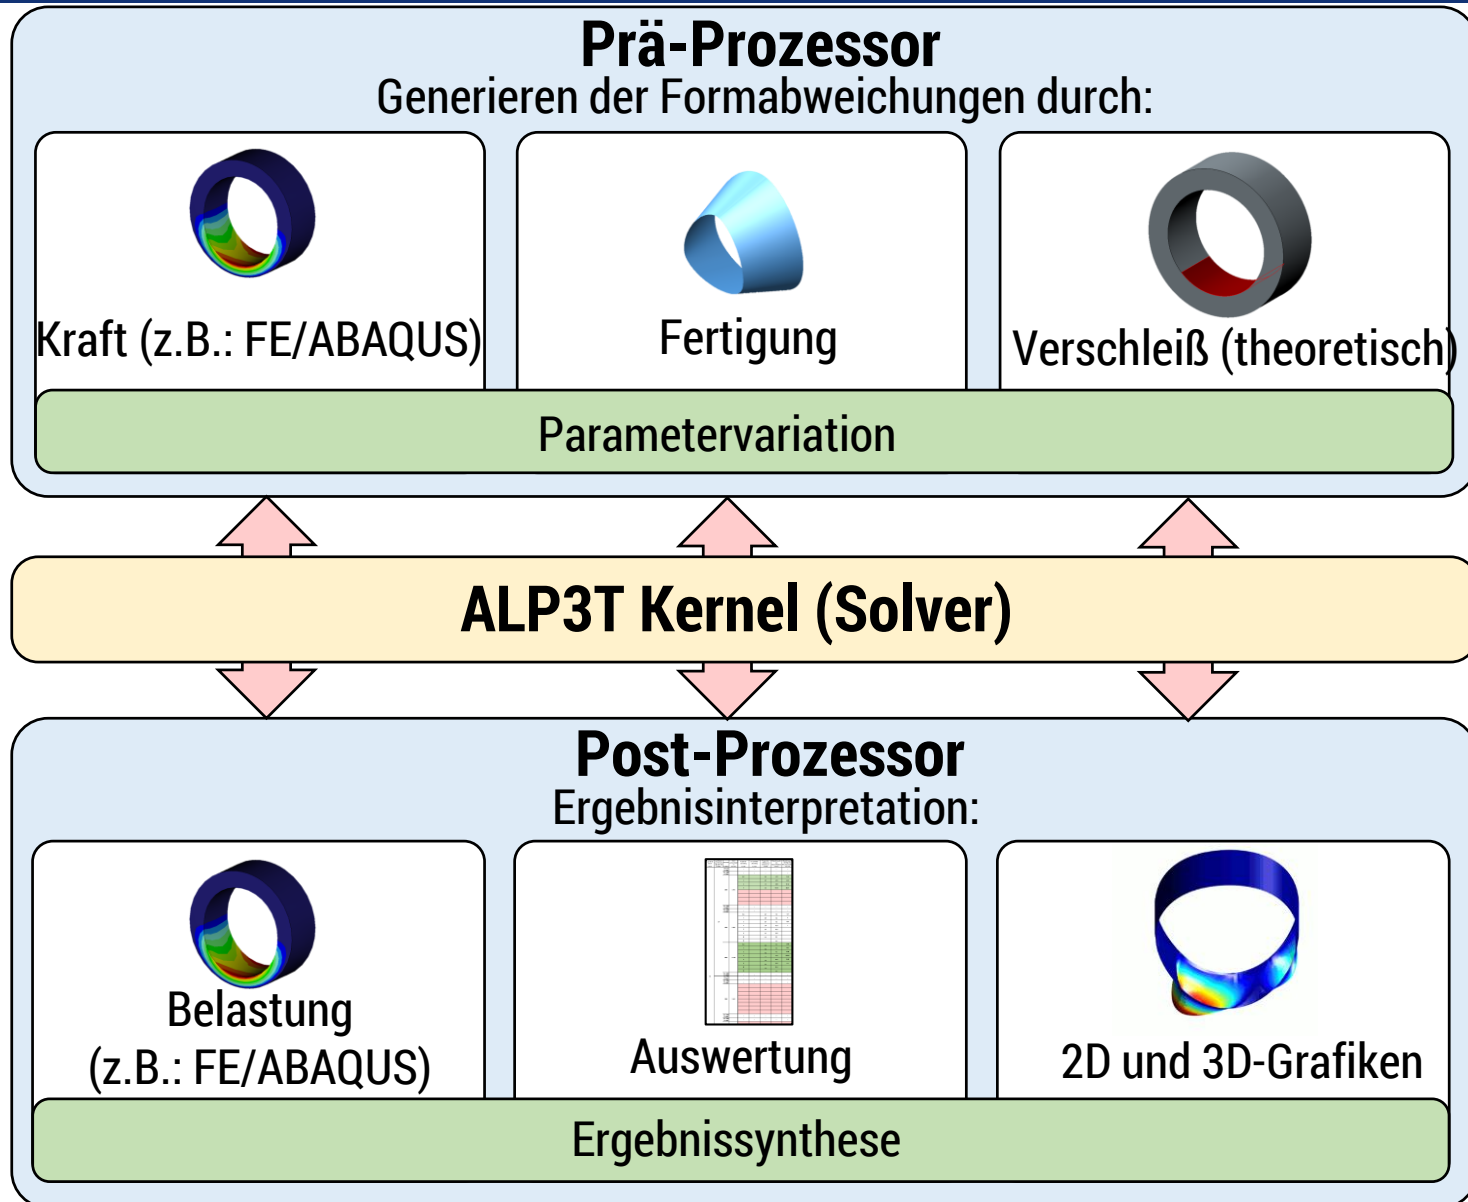 Prä-Prozessor
Generieren der Formabweichungen durch:
Kraft (z.B.: FE/ABAQUS)
Fertigung
Verschleiß (theoretisch)
Parametervariation
ALP3T Kernel (Solver)
Post-Prozessor
Ergebnisinterpretation:
Belastung
(z.B.: FE/ABAQUS)
Auswertung
2D und 3D-Grafiken
Ergebnissynthese